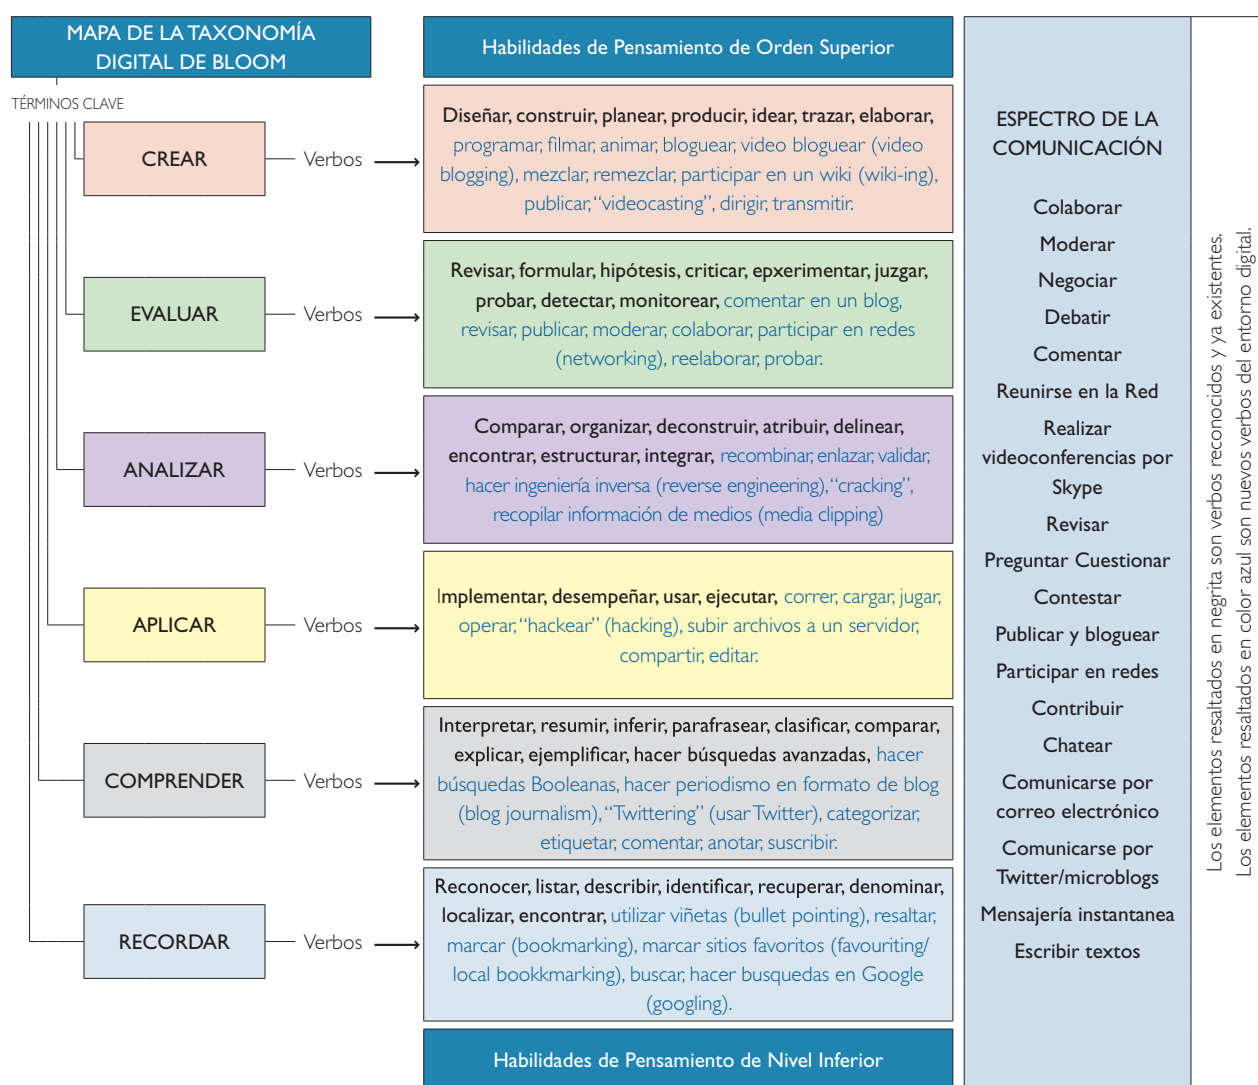 MAPA DE LA TAXONOMÍA
DIGITAL DE BLOOM
TÉRMINOS CLAVE
Habilidades de Pensamiento de Orden Superior
CREAR
Verbos
Diseñar, construir, planear, producir, idear, trazar, elaborar,
programar, filmar, animar, bloguear, video bloguear (video
blogging), mezclar, remezclar, participar en un wiki (wiki-ing),
publicar, “videocasting”, dirigir, transmitir.
EVALUAR
Verbos
Revisar, formular, hipótesis, criticar, epxerimentar, juzgar,
probar, detectar, monitorear, comentar en un blog,
revisar, publicar, moderar, colaborar, participar en redes
(networking), reelaborar, probar.
ANALIZAR
Verbos
Comparar, organizar, deconstruir, atribuir, delinear,
encontrar, estructurar, integrar, recombinar, enlazar, validar,
hacer ingeniería inversa (reverse engineering), “cracking”,
recopilar información de medios (media clipping)
APLICAR
Verbos
Implementar, desempeñar, usar, ejecutar, correr, cargar, jugar,
operar, “hackear” (hacking), subir archivos a un servidor,
compartir, editar.
COMPRENDER
Verbos
Interpretar, resumir, inferir, parafrasear, clasificar, comparar,
explicar, ejemplificar, hacer búsquedas avanzadas, hacer
búsquedas Booleanas, hacer periodismo en formato de blog
(blog journalism), “Twittering” (usar Twitter), categorizar,
etiquetar, comentar, anotar, suscribir.
RECORDAR
Verbos
Reconocer, listar, describir, identificar, recuperar, denominar,
localizar, encontrar, utilizar viñetas (bullet pointing), resaltar,
marcar (bookmarking), marcar sitios favoritos (favouriting/
local bookkmarking), buscar, hacer busquedas en Google
(googling).
Habilidades de Pensamiento de Nivel Inferior
ESPECTRO DE LA
COMUNICACIÓN
Colaborar
Moderar
Negociar
Debatir
Comentar
Reunirse en la Red
Realizar
videoconferencias por
Skype
Revisar
Preguntar Cuestionar
Contestar
Publicar y bloguear
Participar en redes
Contribuir
Chatear
Comunicarse por
correo electrónico
Comunicarse por
Twitter/microblogs
Mensajería instantanea
Escribir textos
Los elementos resaltados en negrita son verbos reconocidos y ya existentes.
Los elementos resaltados en color azul son nuevos verbos del entorno digital.